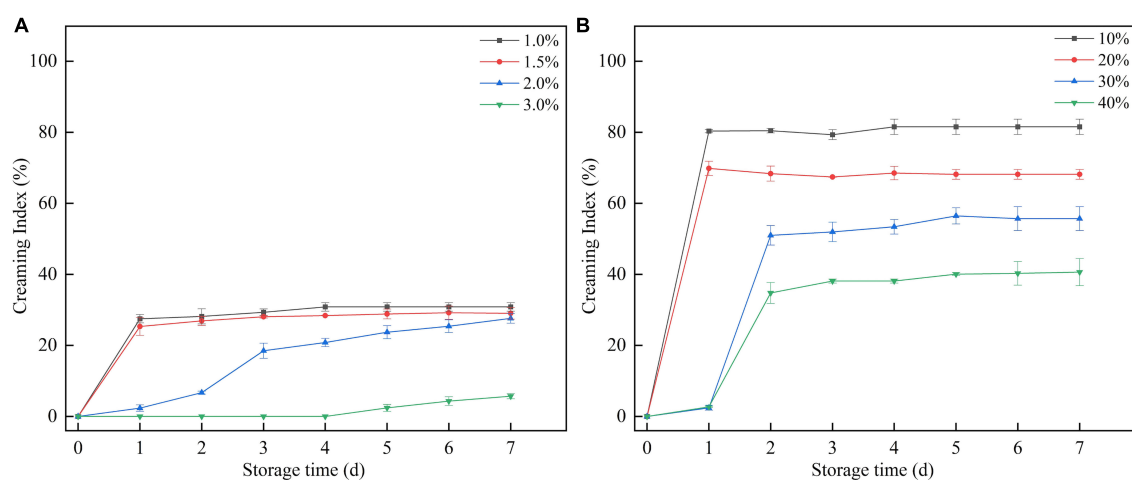 A
1.0%
1.5%
2.0%
3.0%
100
80
60
40
20
0
Creaming Index (%)
0 1 2 3 4 5 6 7
Storage time (d)
B
10%
20%
30%
40%
100
80
60
40
20
0
Creaming Index (%)
0 1 2 3 4 5 6 7
Storage time (d)